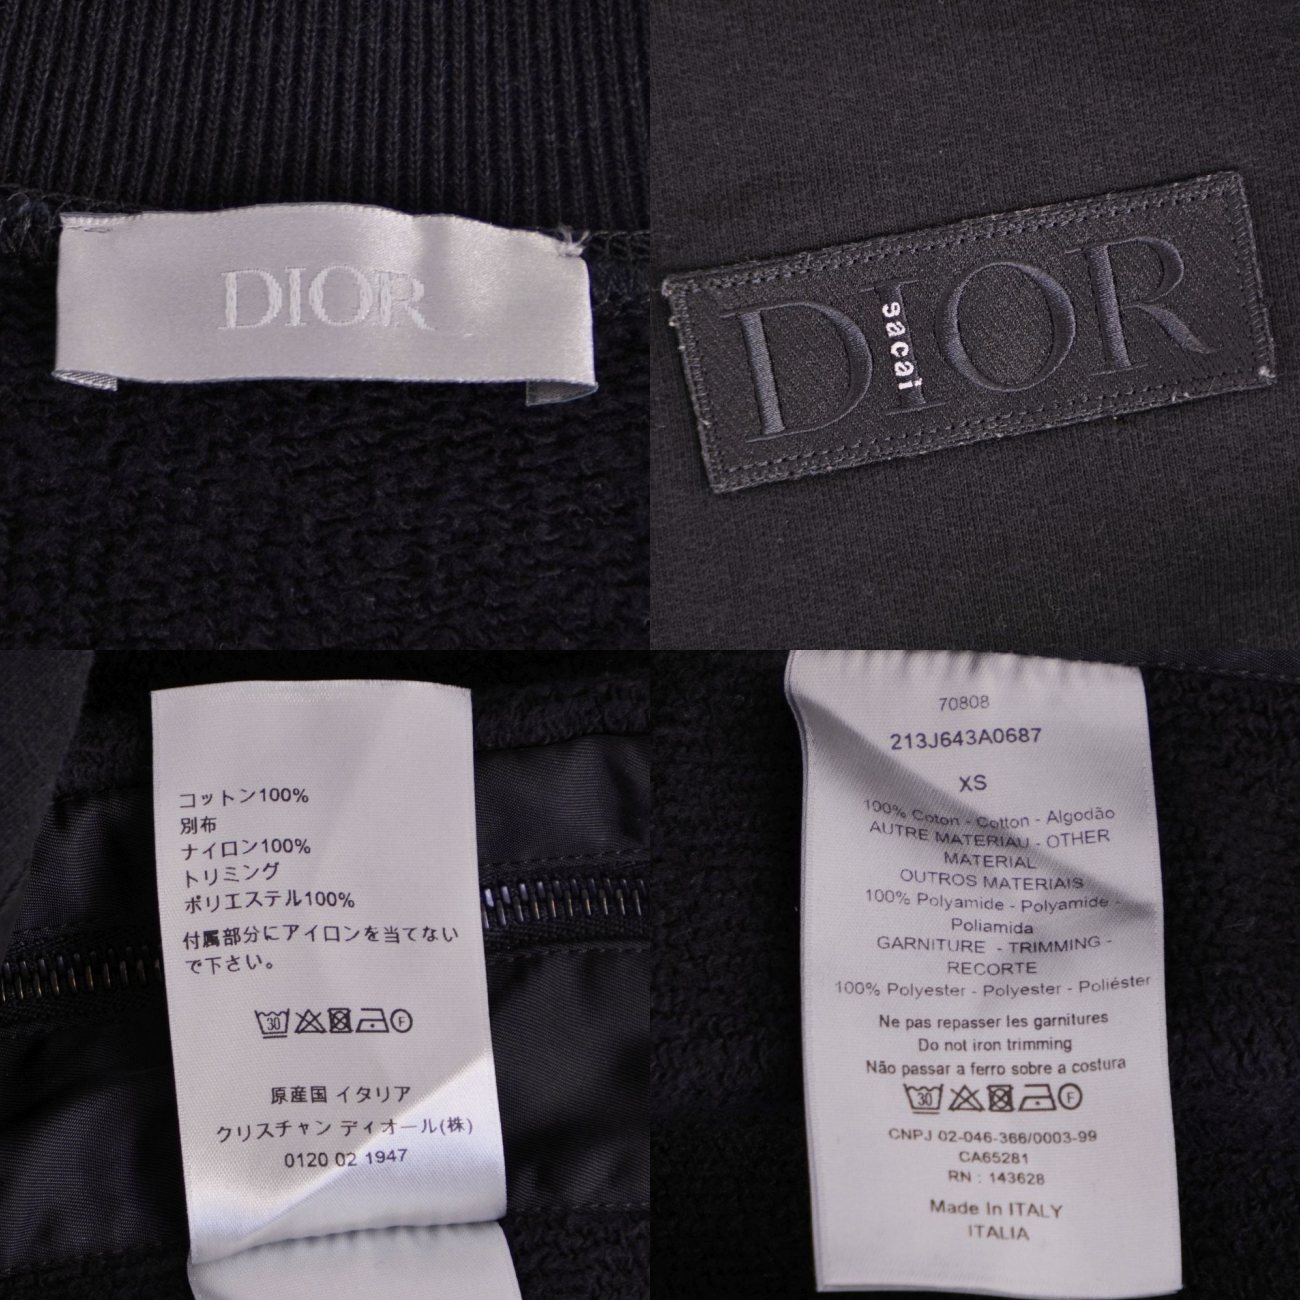 DIOR
DIOR
sacai
コットン100%
別布
ナイロン100%
トリミング
ポリエステル100%
付属部分にアイロンを当てない
で下さい。
30
F
原産国 イタリア
クリスチャン ディオール(株)
0120 02 1947
70808
213J643A0687
XS
100% Coton - Cotton - Algodão
AUTRE MATERIAU - OTHER
MATERIAL
OUTROS MATERIAIS
100% Polyamide - Polyamide -
Poliamida
GARNITURE - TRIMMING -
RECORTE
100% Polyester - Polyester - Poliéster
Ne pas repasser les garnitures
Do not iron trimming
Não passar a ferro sobre a costura
30
F
CNPJ 02-046-366/0003-99
CA65281
RN : 143628
Made In ITALY
ITALIA